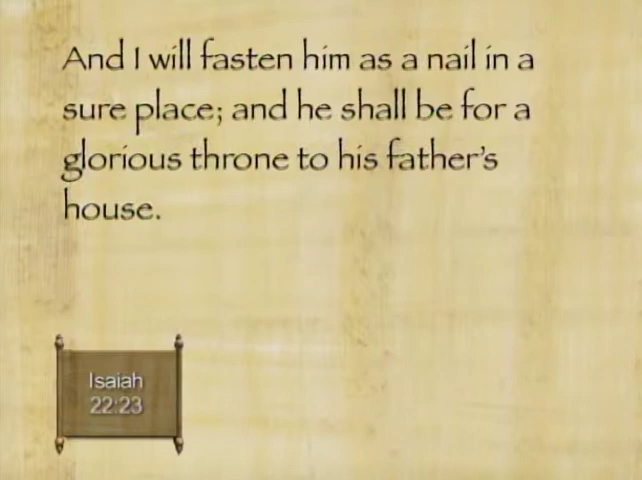 And I will fasten him as a nail in a
sure place; and he shall be for a
glorious throne to his father's
house.
Isaiah
22:23